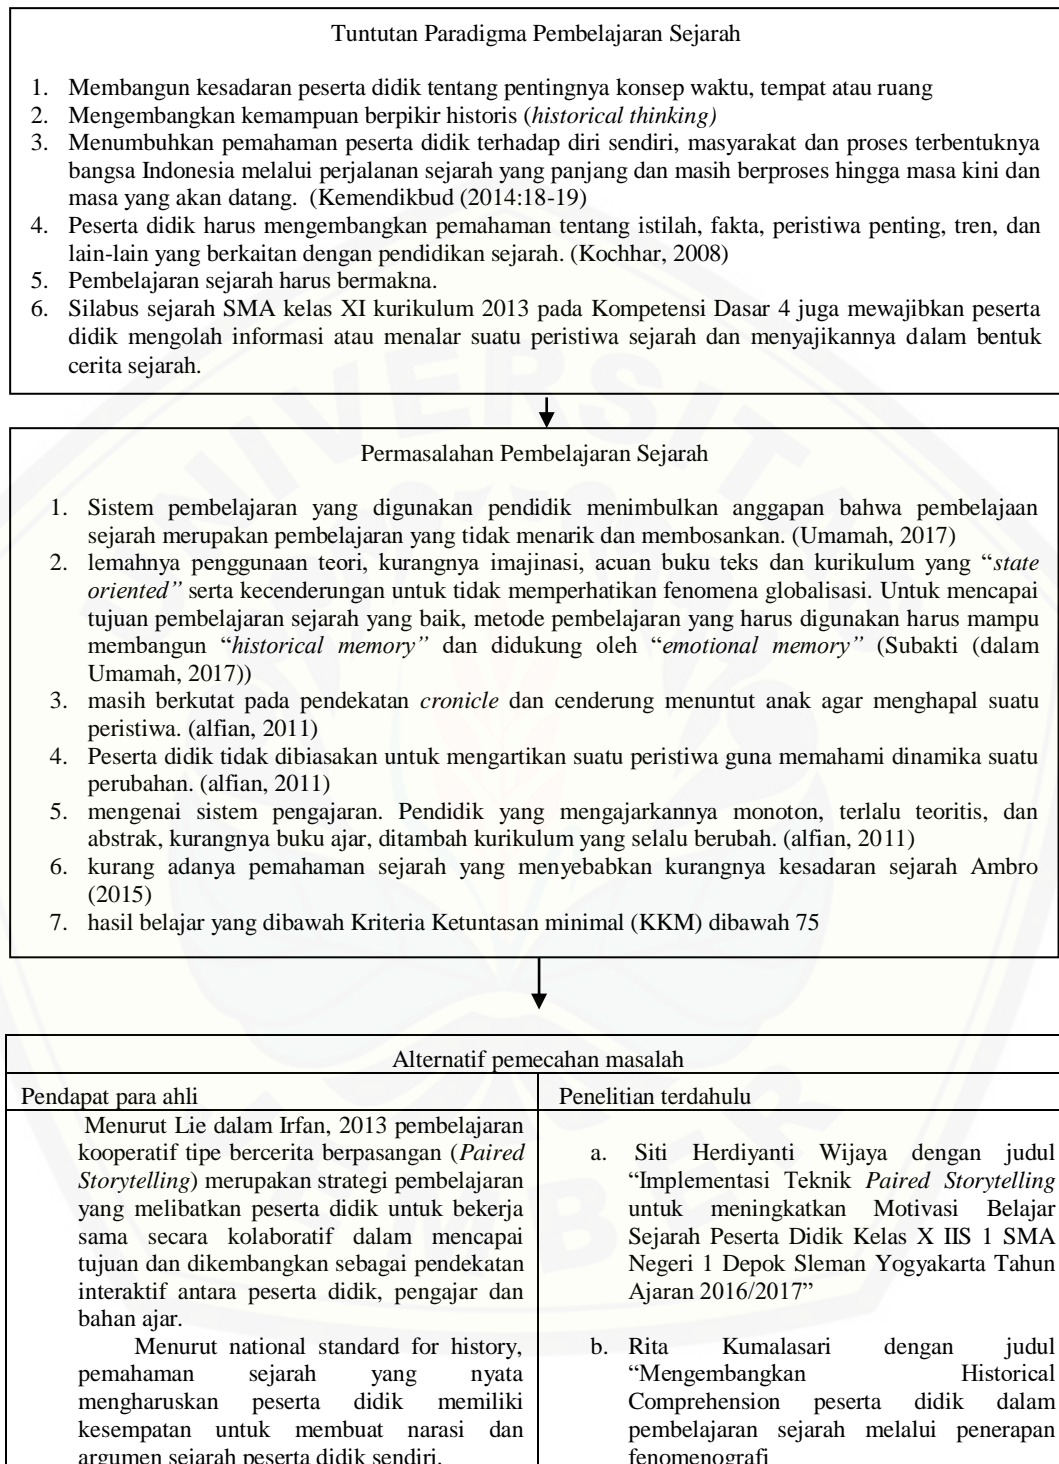 Tuntutan Paradigma Pembelajaran Sejarah
1. Membangun kesadaran peserta didik tentang pentingnya konsep waktu, tempat atau ruang
2. Mengembangkan kemampuan berpikir historis (historical thinking)
3. Menumbuhkan pemahaman peserta didik terhadap diri sendiri, masyarakat dan proses terbentuknya
bangsa Indonesia melalui perjalanan sejarah yang panjang dan masih berproses hingga masa kini dan
masa yang akan datang. (Kemendikbud (2014:18-19)
4. Peserta didik harus mengembangkan pemahaman tentang istilah, fakta, peristiwa penting, tren, dan
lain-lain yang berkaitan dengan pendidikan sejarah. (Kochhar, 2008)
5. Pembelajaran sejarah harus bermakna.
6. Silabus sejarah SMA kelas XI kurikulum 2013 pada Kompetensi Dasar 4 juga mewajibkan peserta
didik mengolah informasi atau menalar suatu peristiwa sejarah dan menyajikannya dalam bentuk
cerita sejarah.
Permasalahan Pembelajaran Sejarah
1. Sistem pembelajaran yang digunakan pendidik menimbulkan anggapan bahwa pembelajaan
sejarah merupakan pembelajaran yang tidak menarik dan membosankan. (Umamah, 2017)
2. lemahnya penggunaan teori, kurangnya imajinasi, acuan buku teks dan kurikulum yang “state
oriented” serta kecenderungan untuk tidak memperhatikan fenomena globalisasi. Untuk mencapai
tujuan pembelajaran sejarah yang baik, metode pembelajaran yang harus digunakan harus mampu
membangun “historical memory” dan didukung oleh “emotional memory” (Subakti (dalam
Umamah, 2017))
3. masih berkutat pada pendekatan cronicle dan cenderung menuntut anak agar menghapal suatu
peristiwa. (alfian, 2011)
4. Peserta didik tidak dibiasakan untuk mengartikan suatu peristiwa guna memahami dinamika suatu
perubahan. (alfian, 2011)
5. mengenai sistem pengajaran. Pendidik yang mengajarkannya monoton, terlalu teoritis, dan
abstrak, kurangnya buku ajar, ditambah kurikulum yang selalu berubah. (alfian, 2011)
6. kurang adanya pemahaman sejarah yang menyebabkan kurangnya kesadaran sejarah Ambro
(2015)
7. hasil belajar yang dibawah Kriteria Ketuntasan minimal (KKM) dibawah 75
Alternatif pemecahan masalah
Pendapat para ahli
Menurut Lie dalam Irfan, 2013 pembelajaran
kooperatif tipe bercerita berpasangan (Paired
Storytelling) merupakan strategi pembelajaran
yang melibatkan peserta didik untuk bekerja
sama secara kolaboratif dalam mencapai
tujuan dan dikembangkan sebagai pendekatan
interaktif antara peserta didik, pengajar dan
bahan ajar.
Menurut national standard for history,
pemahaman sejarah yang nyata
mengharuskan peserta didik memiliki
kesempatan untuk membuat narasi dan
argumen sejarah peserta didik sendiri.
Penelitian terdahulu
a. Siti Herdiyanti Wijaya dengan judul
“Implementasi Teknik Paired Storytelling
untuk meningkatkan Motivasi Belajar
Sejarah Peserta Didik Kelas X IIS 1 SMA
Negeri 1 Depok Sleman Yogyakarta Tahun
Ajaran 2016/2017”
b. Rita Kumalasari dengan judul
“Mengembangkan Historical
Comprehension peserta didik dalam
pembelajaran sejarah melalui penerapan
fenomenografi
UNIVERSITAS
JEMBER